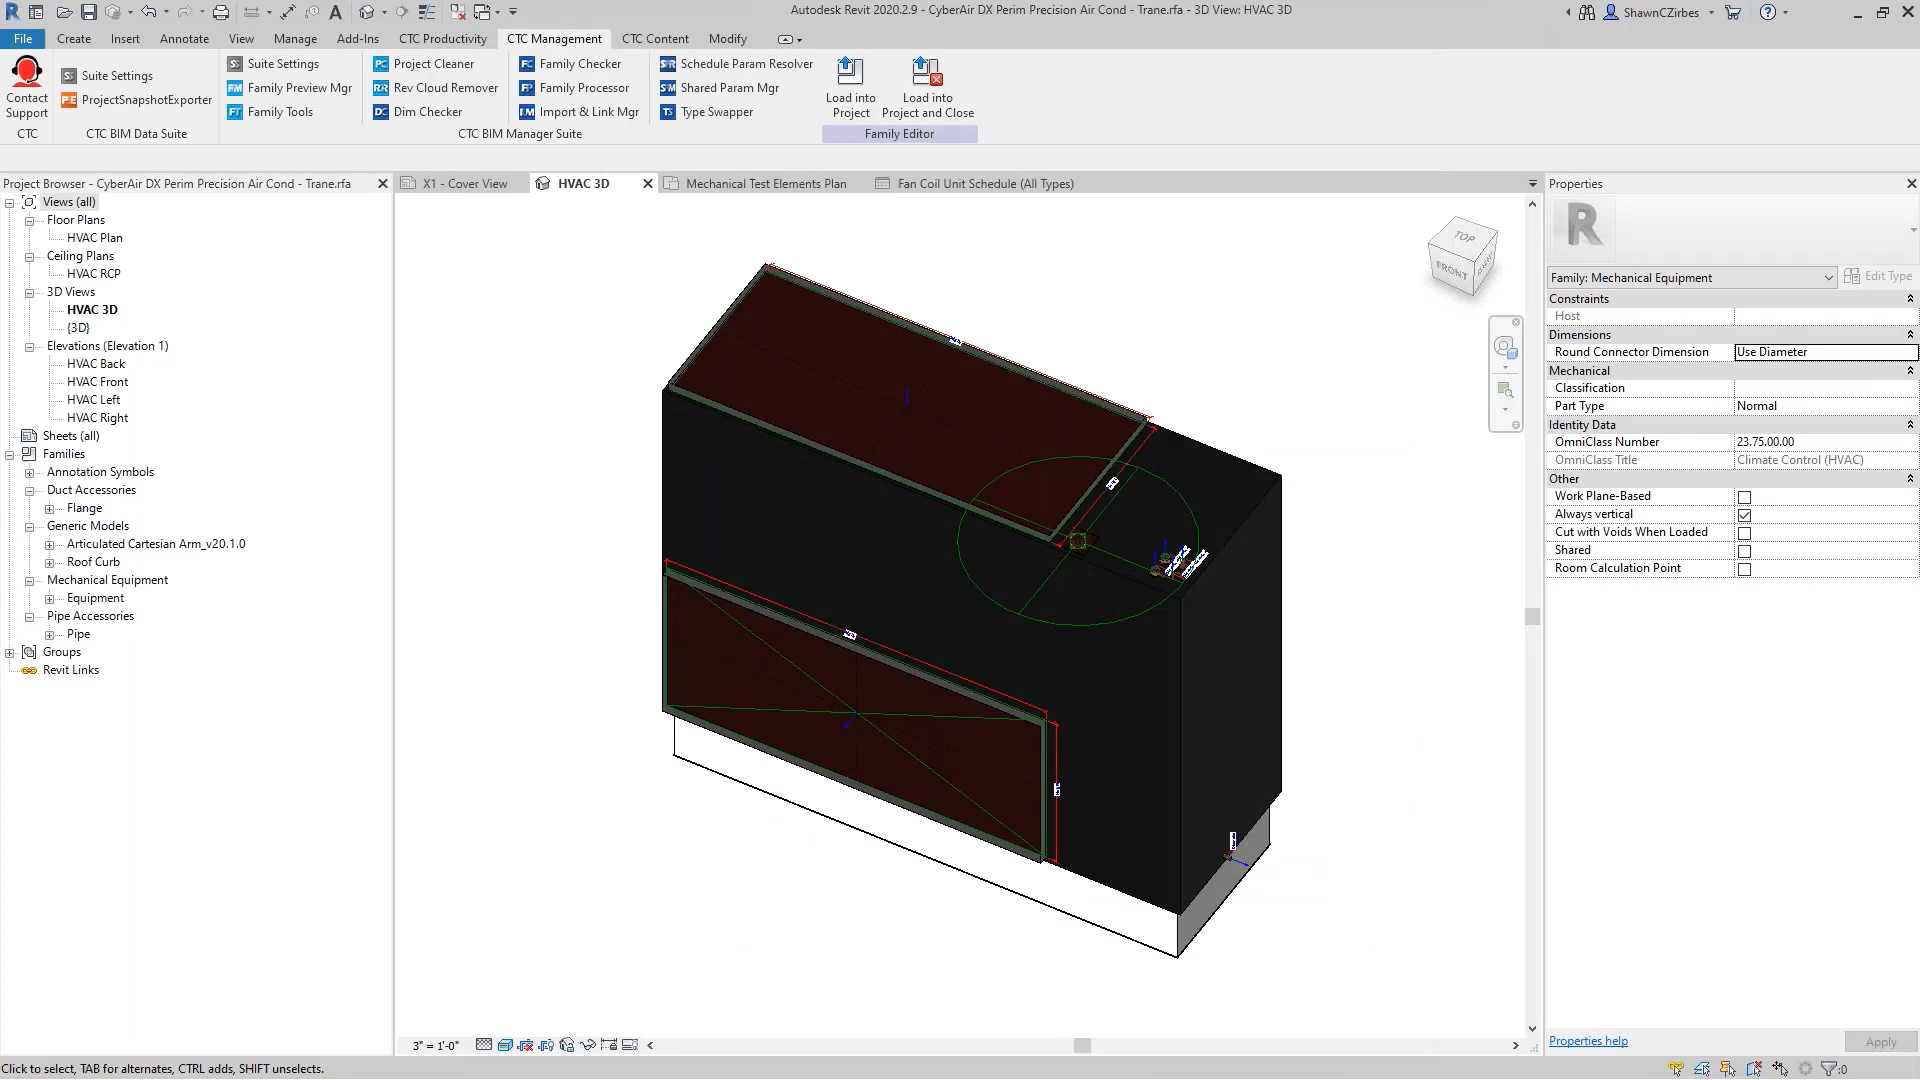 Autodesk Revit 2020.2.9 - CyberAir DX Perim Precision Air Cond - Trane.rfa - 3D View: HVAC 3D
ShawnCZirbes
File Create Insert Annotate View Manage Add-Ins CTC Productivity CTC Management CTC Content Modify
Contact Support
CTC
Suite Settings
ProjectSnapshotExporter
CTC BIM Data Suite
Suite Settings
Family Preview Mgr
Family Tools
Project Cleaner
Rev Cloud Remover
Dim Checker
Family Checker
Family Processor
Import & Link Mgr
Schedule Param Resolver
Shared Param Mgr
Type Swapper
CTC BIM Manager Suite
Load into Project
Load into Project and Close
Family Editor
Project Browser - CyberAir DX Perim Precision Air Cond - Trane.rfa
Views (all)
Floor Plans
HVAC Plan
Ceiling Plans
HVAC RCP
3D Views
HVAC 3D
{3D}
Elevations (Elevation 1)
HVAC Back
HVAC Front
HVAC Left
HVAC Right
Sheets (all)
Families
Annotation Symbols
Duct Accessories
Flange
Generic Models
Articulated Cartesian Arm_v20.1.0
Roof Curb
Mechanical Equipment
Equipment
Pipe Accessories
Pipe
Groups
Revit Links
X1 - Cover View
HVAC 3D
Mechanical Test Elements Plan
Fan Coil Unit Schedule (All Types)
TOP
FRONT
3" = 1'-0"
Properties
Family: Mechanical Equipment
Edit Type
Constraints
Host
Dimensions
Round Connector Dimension Use Diameter
Mechanical
Classification
Part Type Normal
Identity Data
OmniClass Number 23.75.00.00
OmniClass Title Climate Control (HVAC)
Other
Work Plane-Based
Always vertical
Cut with Voids When Loaded
Shared
Room Calculation Point
Properties help
Apply
Click to select, TAB for alternates, CTRL adds, SHIFT unselects.
:0